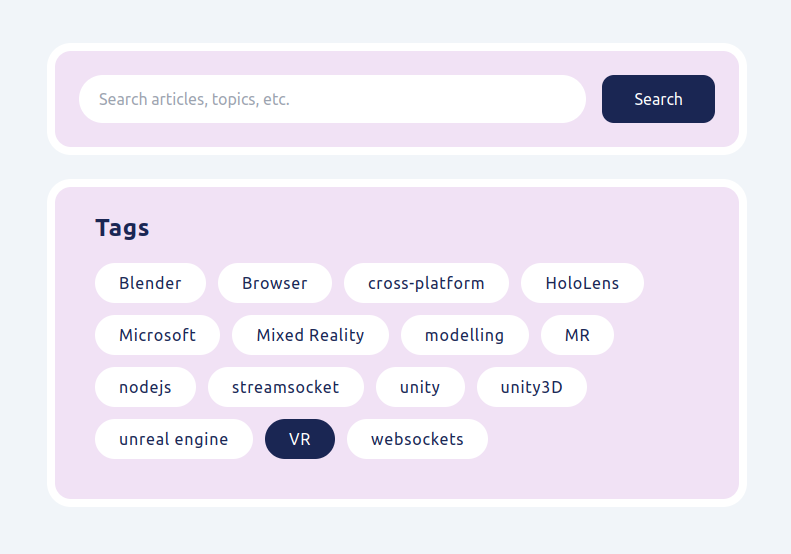 Search articles, topics, etc. Search
Tags
Blender Browser cross-platform HoloLens
Microsoft Mixed Reality modelling MR
nodejs streamsocket unity unity3D
unreal engine VR websockets